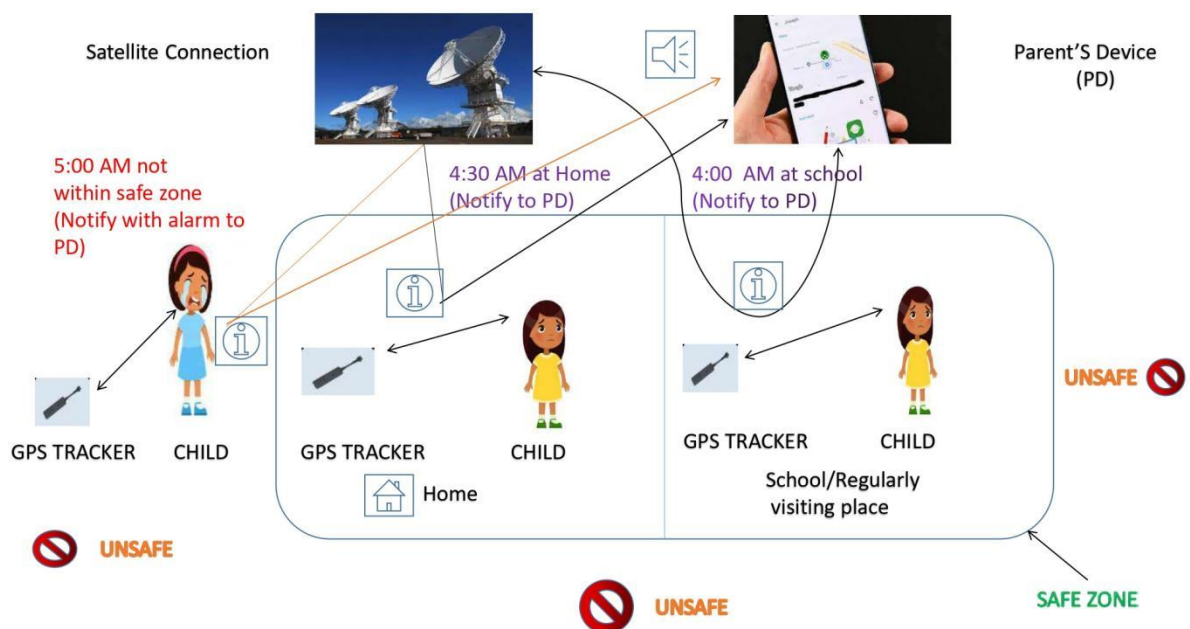 Satellite Connection
Parent'S Device
(PD)
5:00 AM not
within safe zone
(Notify with alarm to
PD)
4:30 AM at Home
(Notify to PD)
4:00 AM at school
(Notify to PD)
GPS TRACKER
CHILD
GPS TRACKER
CHILD
GPS TRACKER
CHILD
Home
School/Regularly
visiting place
UNSAFE
UNSAFE
UNSAFE
SAFE ZONE